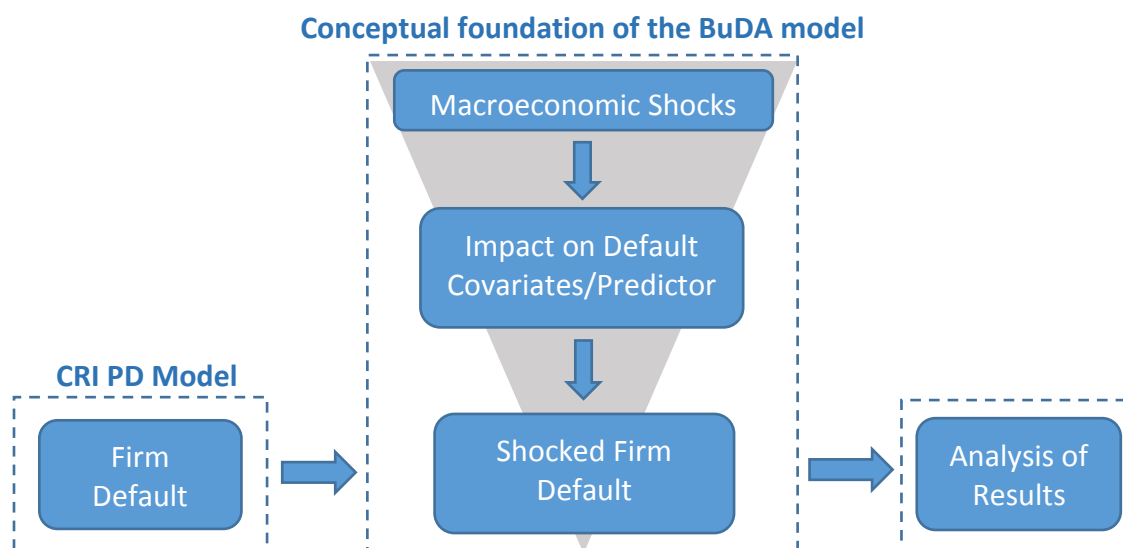 Conceptual foundation of the BuDA model
Macroeconomic Shocks
Impact on Default
Covariates/Predictor
CRI PD Model
Firm
Default
Shocked Firm
Default
Analysis of
Results